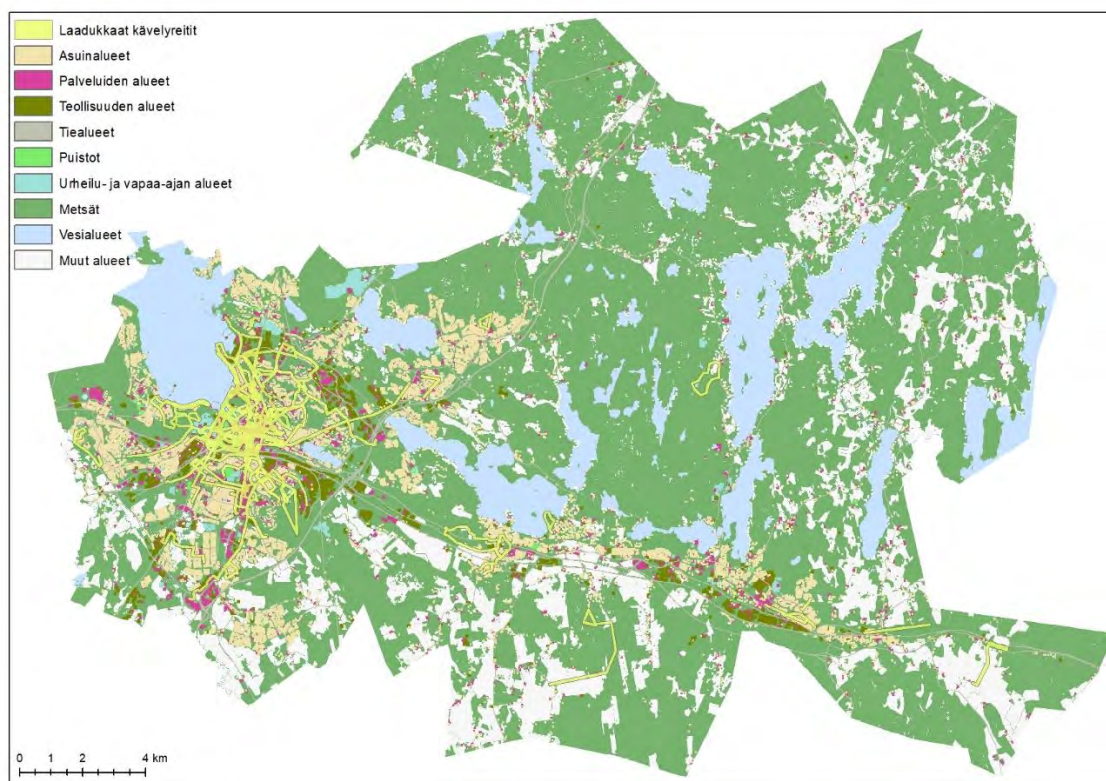 Laadukkaat kävelyreitit
Asuinalueet
Palveluiden alueet
Teollisuuden alueet
Tiealueet
Puistot
Urheilu- ja vapaa-ajan alueet
Metsät
Vesialueet
Muut alueet
0 1 2 4 km